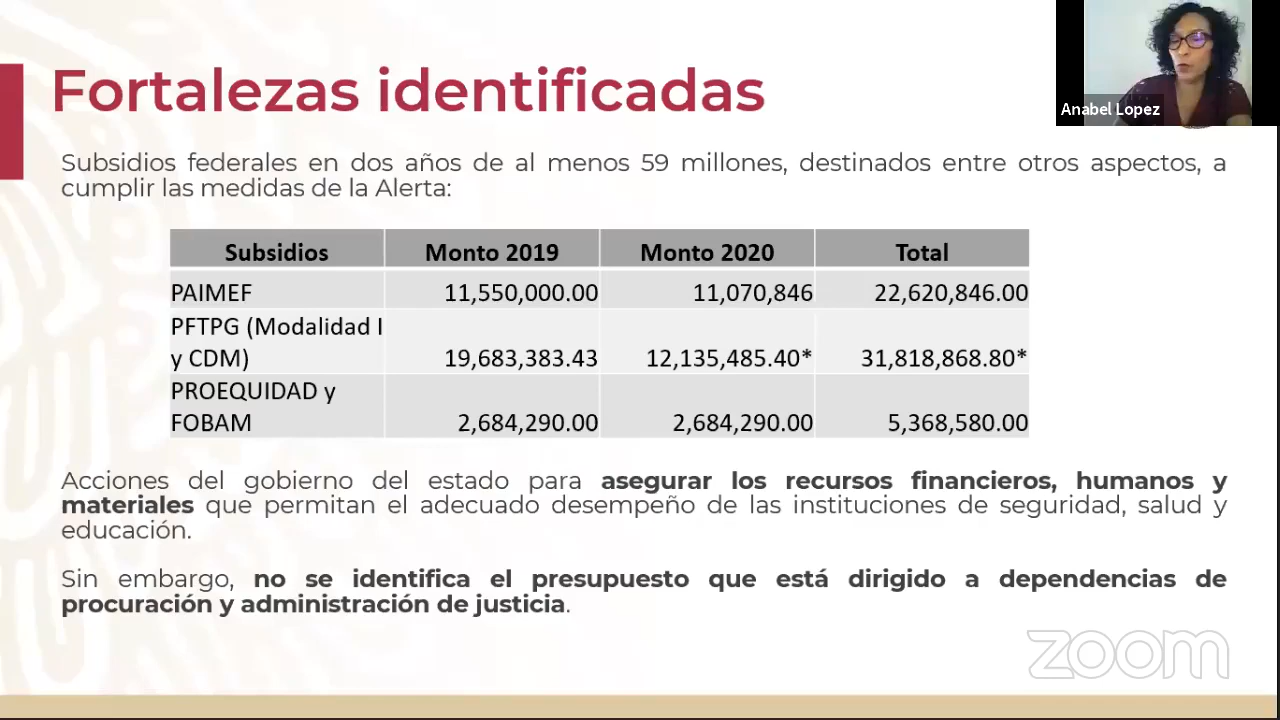 Fortalezas identificadas
Anabel Lopez
Subsidios federales en dos años de al menos 59 millones, destinados entre otros aspectos, a
cumplir las medidas de la Alerta:
Subsidios Monto 2019 Monto 2020 Total
PAIMEF 11,550,000.00 11,070,846 22,620,846.00
PFTPG (Modalidad I
y CDM) 19,683,383.43 12,135,485.40* 31,818,868.80*
PROEQUIDAD y
FOBAM 2,684,290.00 2,684,290.00 5,368,580.00
Acciones del gobierno del estado para asegurar los recursos financieros, humanos y
materiales que permitan el adecuado desempeño de las instituciones de seguridad, salud y
educación.
Sin embargo, no se identifica el presupuesto que está dirigido a dependencias de
procuración y administración de justicia.
zoom